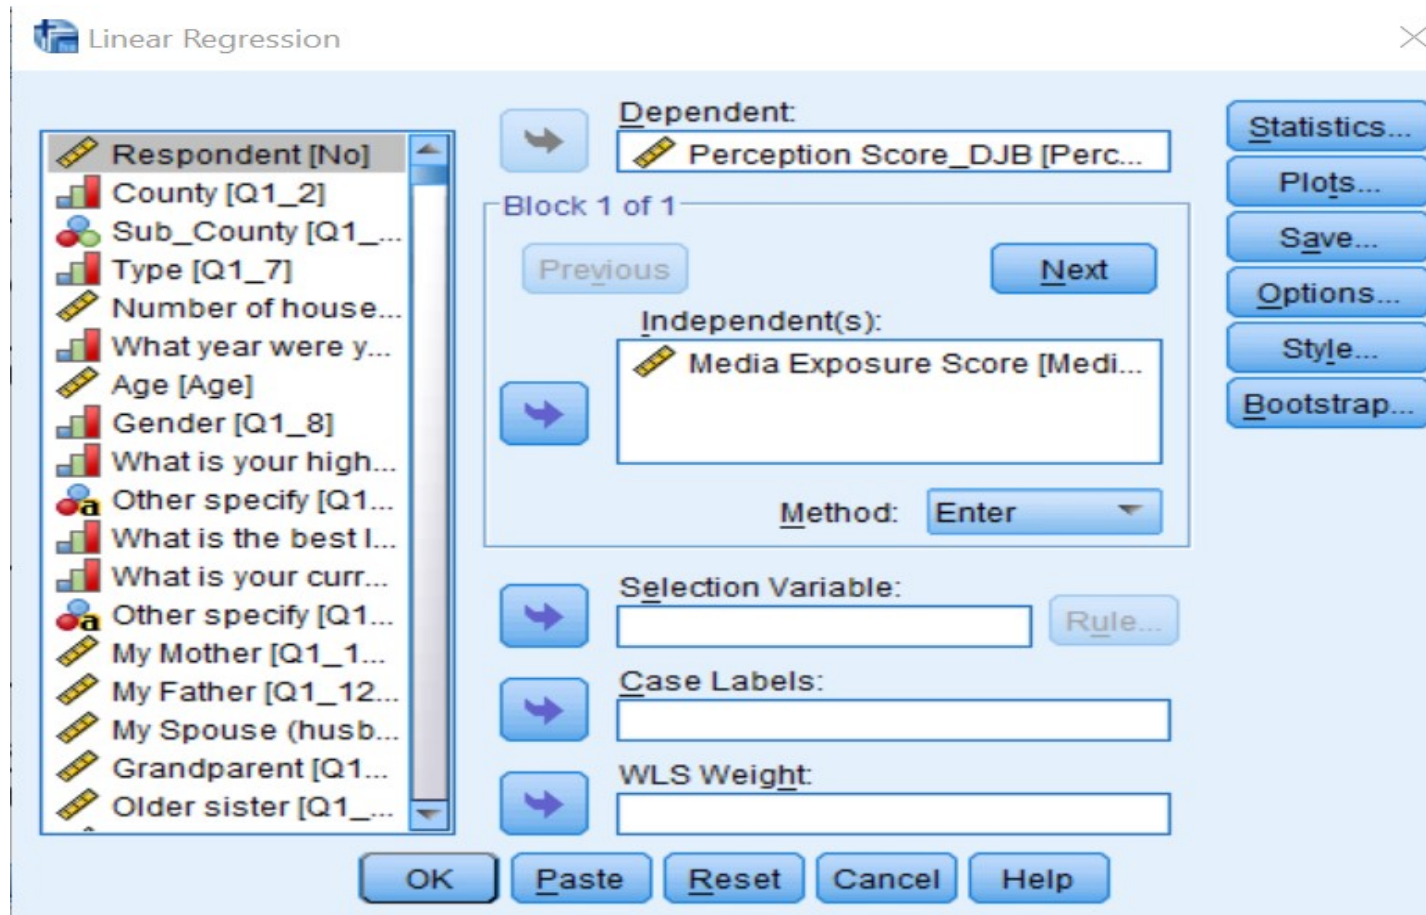 Linear Regression
Respondent [No]
County [Q1_2]
Sub_County [Q1_...
Type [Q1_7]
Number of house...
What year were y...
Age [Age]
Gender [Q1_8]
What is your high...
Other specify [Q1...
What is the best l...
What is your curr...
Other specify [Q1...
My Mother [Q1_1...
My Father [Q1_12...
My Spouse (husb...
Grandparent [Q1...
Older sister [Q1_...
Dependent:
Perception Score_DJB [Perc...
Block 1 of 1
Previous
Next
Independent(s):
Media Exposure Score [Medi...
Method:
Enter
Selection Variable:
Rule...
Case Labels:
WLS Weight:
Statistics...
Plots...
Save...
Options...
Style...
Bootstrap...
OK
Paste
Reset
Cancel
Help